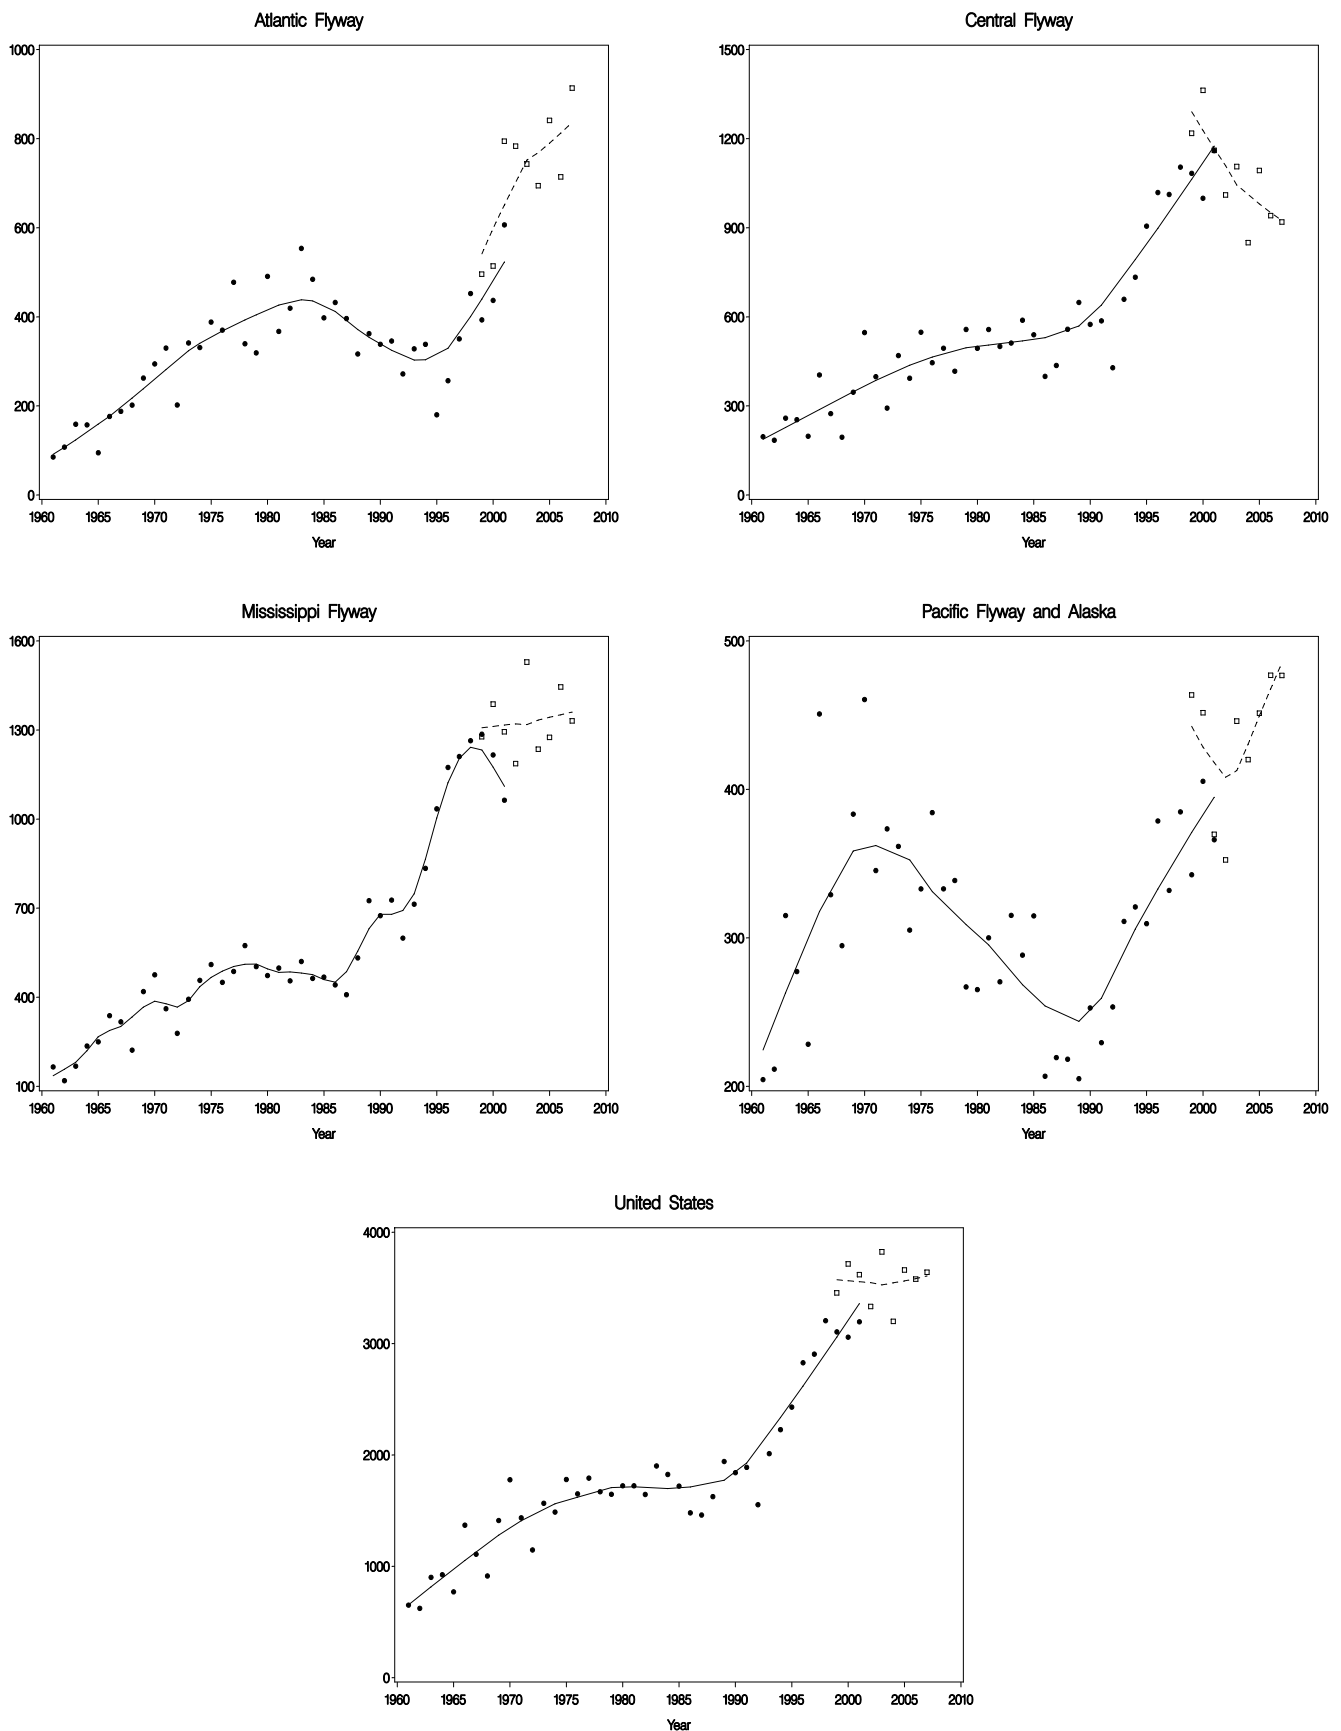 Atlantic Flyway
1000
800
600
400
200
0
1960 1965 1970 1975 1980 1985 1990 1995 2000 2005 2010
Year
Central Flyway
1500
1200
900
600
300
0
1960 1965 1970 1975 1980 1985 1990 1995 2000 2005 2010
Year
Mississippi Flyway
1600
1300
1000
700
400
100
1960 1965 1970 1975 1980 1985 1990 1995 2000 2005 2010
Year
Pacific Flyway and Alaska
500
400
300
200
1960 1965 1970 1975 1980 1985 1990 1995 2000 2005 2010
Year
United States
4000
3000
2000
1000
0
1960 1965 1970 1975 1980 1985 1990 1995 2000 2005 2010
Year